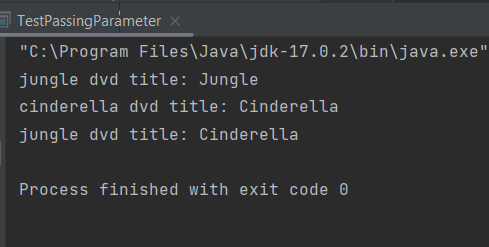 TestPassingParameter ×
"C:\Program Files\Java\jdk-17.0.2\bin\java.exe"
jungle dvd title: Jungle
cinderella dvd title: Cinderella
jungle dvd title: Cinderella
Process finished with exit code 0